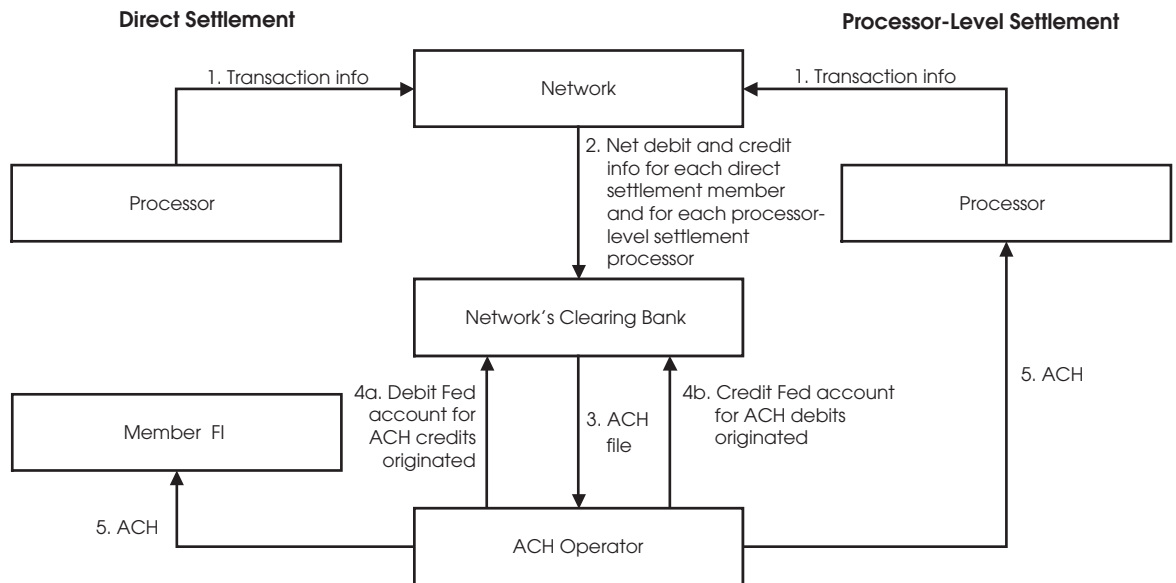 Direct Settlement
Processor-Level Settlement
1. Transaction info
Network
1. Transaction info
Processor
2. Net debit and credit
info for each direct
settlement member
and for each processor-
level settlement
processor
Processor
Network's Clearing Bank
4a. Debit Fed
account for
ACH credits
originated
3. ACH
file
4b. Credit Fed account
for ACH debits
originated
5. ACH
Member FI
5. ACH
ACH Operator